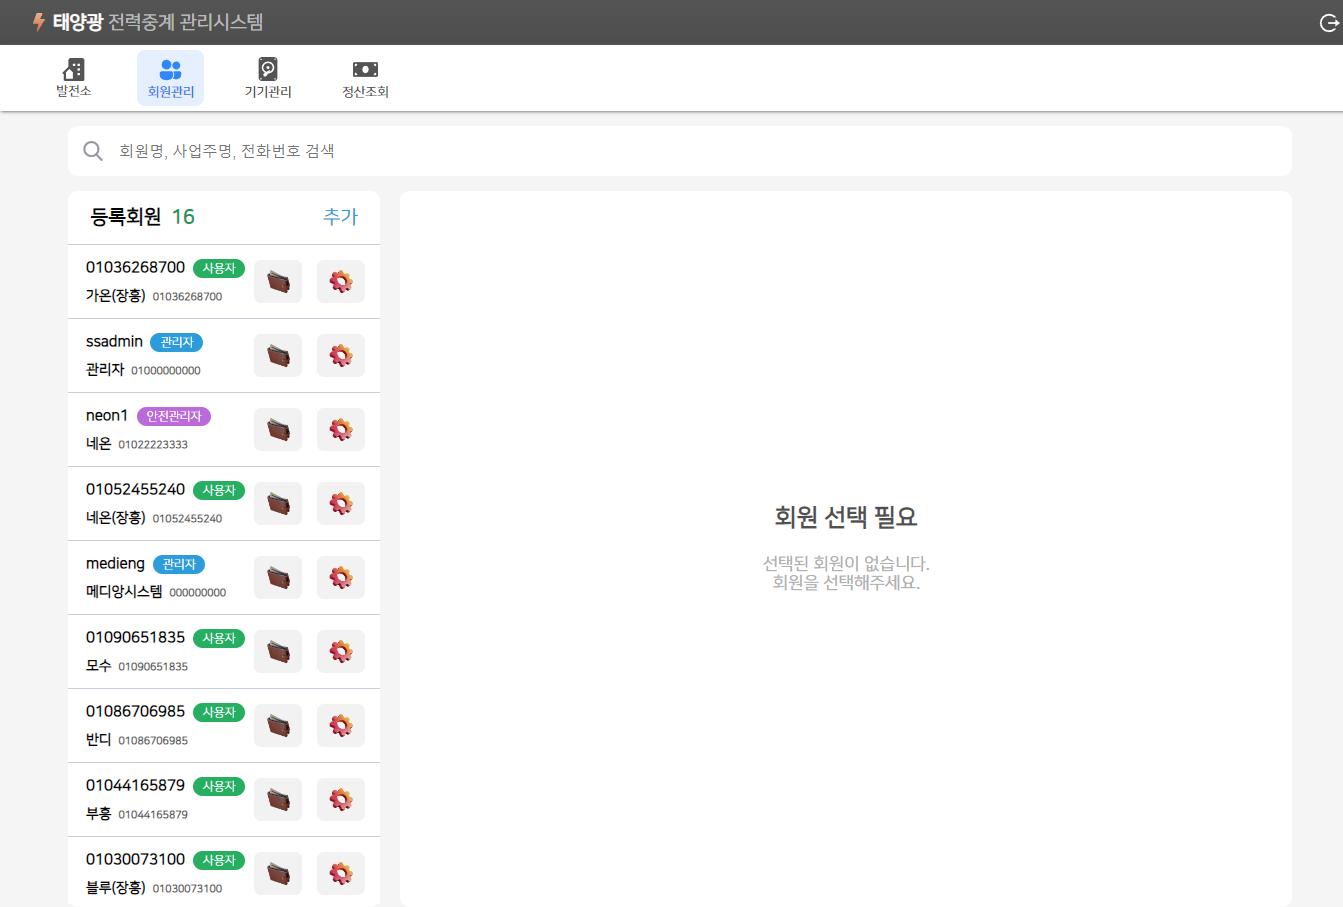 태양광 전력중계 관리시스템
발전소 회원관리 기기관리 정산조회
회원명, 사업주명, 전화번호 검색
등록회원 16 추가
01036268700 사용자
가온(장흥) 01036268700
ssadmin 관리자
관리자 01000000000
neon1 안전관리자
네온 01022223333
01052455240 사용자
네온(장흥) 01052455240
medieng 관리자
메디앙시스템 000000000
01090651835 사용자
모수 01090651835
01086706985 사용자
반디 01086706985
01044165879 사용자
부흥 01044165879
01030073100 사용자
블루(장흥) 01030073100
회원 선택 필요
선택된 회원이 없습니다.
회원을 선택해주세요.